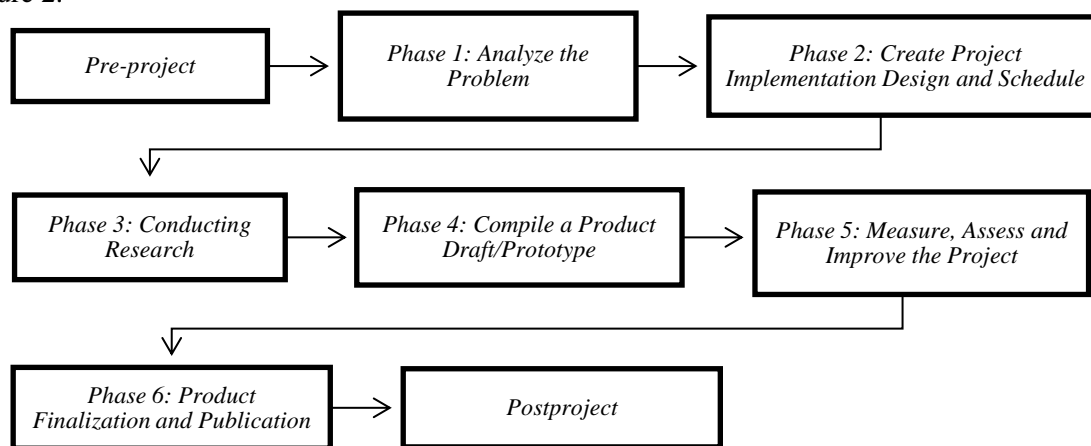 Pre-project
Phase 1: Analyze the
Problem
Phase 2: Create Project
Implementation Design and Schedule
Phase 3: Conducting
Research
Phase 4: Compile a Product
Draft/Prototype
Phase 5: Measure, Assess and
Improve the Project
Phase 6: Product
Finalization and Publication
Postproject